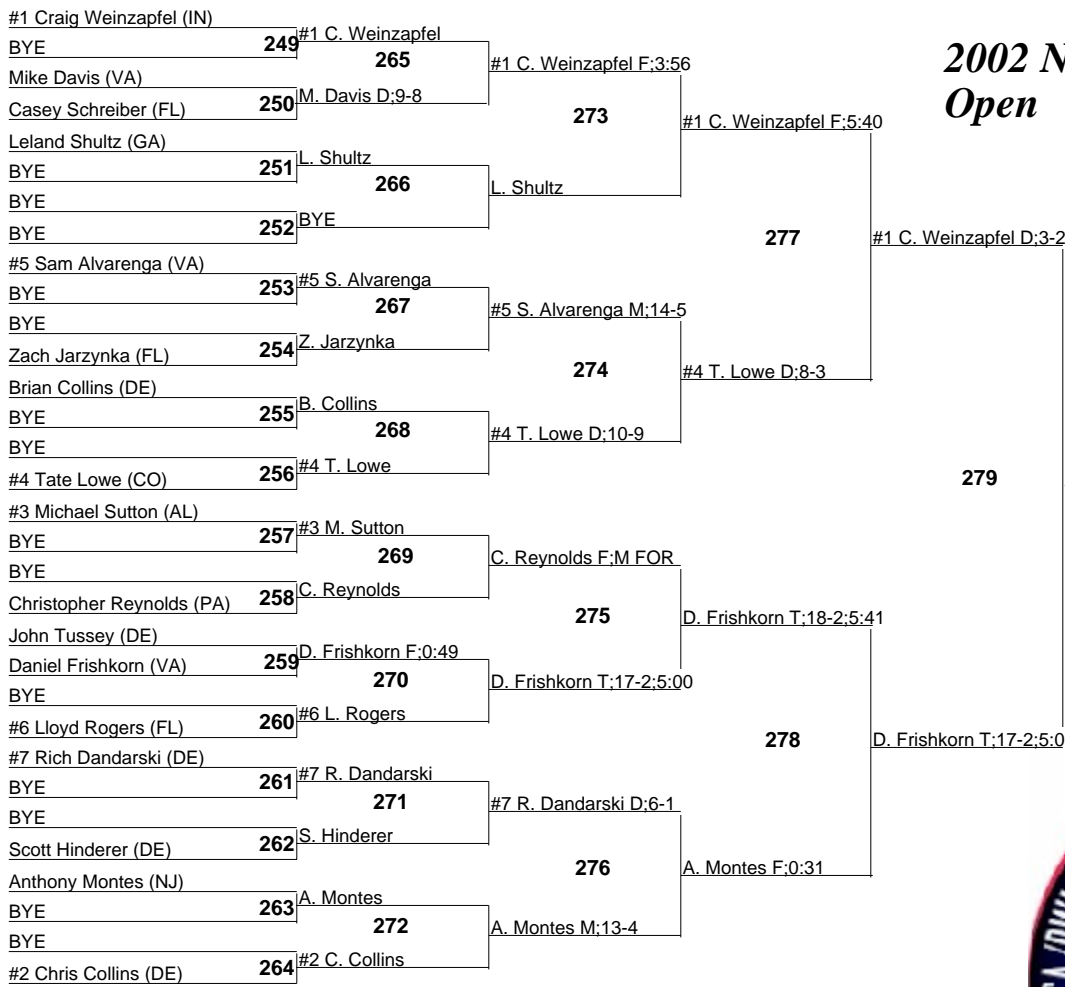 #1 Craig Weinzapfel (IN)
BYE
Mike Davis (VA)
Casey Schreiber (FL)
Leland Shultz (GA)
BYE
BYE
BYE
#5 Sam Alvarenga (VA)
BYE
BYE
Zach Jarzynka (FL)
Brian Collins (DE)
BYE
BYE
#4 Tate Lowe (CO)
#3 Michael Sutton (AL)
BYE
BYE
Christopher Reynolds (PA)
John Tussey (DE)
Daniel Frishkorn (VA)
BYE
#6 Lloyd Rogers (FL)
#7 Rich Dandarski (DE)
BYE
BYE
Scott Hinderer (DE)
Anthony Montes (NJ)
BYE
BYE
#2 Chris Collins (DE)
249
250
251
252
253
254
255
256
257
258
259
260
261
262
263
264
#1 C. Weinzapfel
265
M. Davis D;9-8
L. Shultz
266
BYE
#5 S. Alvarenga
267
Z. Jarzynka
B. Collins
268
#4 T. Lowe
#3 M. Sutton
269
C. Reynolds
D. Frishkorn F;0:49
270
#6 L. Rogers
#7 R. Dandarski
271
S. Hinderer
A. Montes
272
#2 C. Collins
#1 C. Weinzapfel F;3:56
273
L. Shultz
#5 S. Alvarenga M;14-5
274
#4 T. Lowe D;10-9
C. Reynolds F;M FOR
275
D. Frishkorn T;17-2;5:00
#7 R. Dandarski D;6-1
276
A. Montes M;13-4
#1 C. Weinzapfel F;5:40
277
#4 T. Lowe D;8-3
D. Frishkorn T;18-2;5:41
278
A. Montes F;0:31
#1 C. Weinzapfel D;3-2
279
D. Frishkorn T;17-2;5:0
2002 N
Open